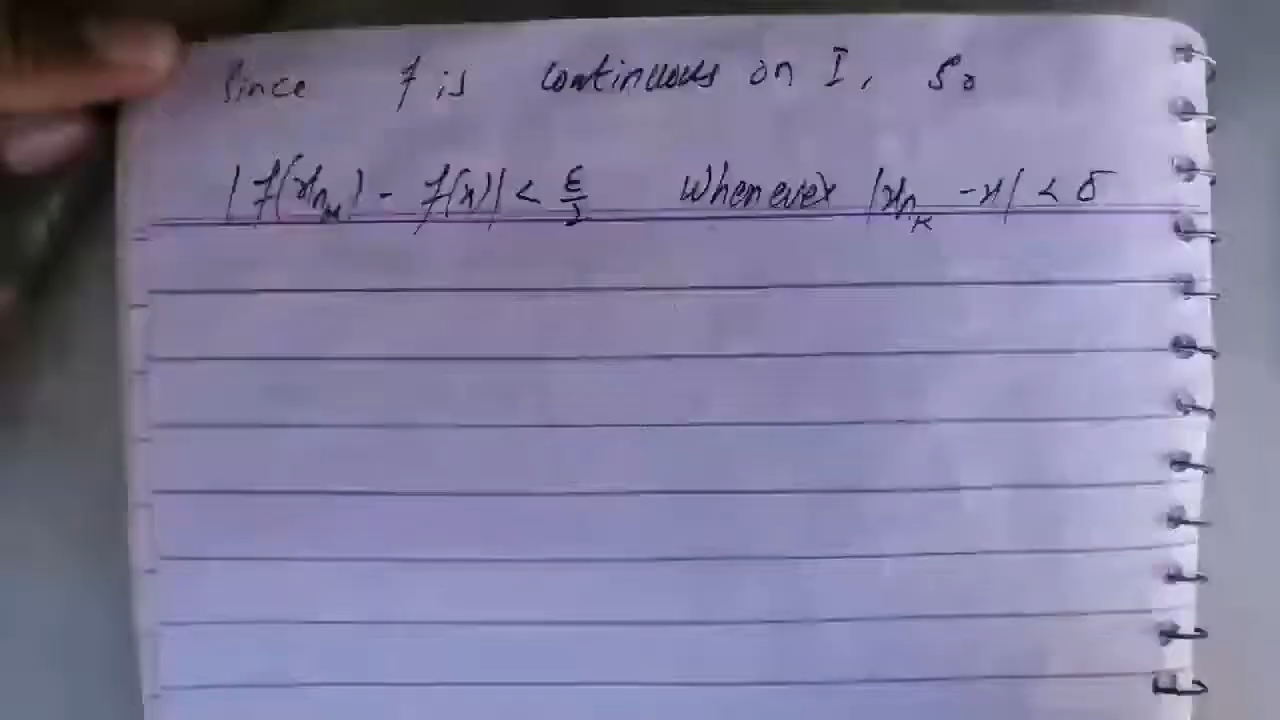 Since f is continuous on I, So
|f(x_{n_k}) - f(x)| < ε/2 Whenever |x_{n_k} - x| < δ